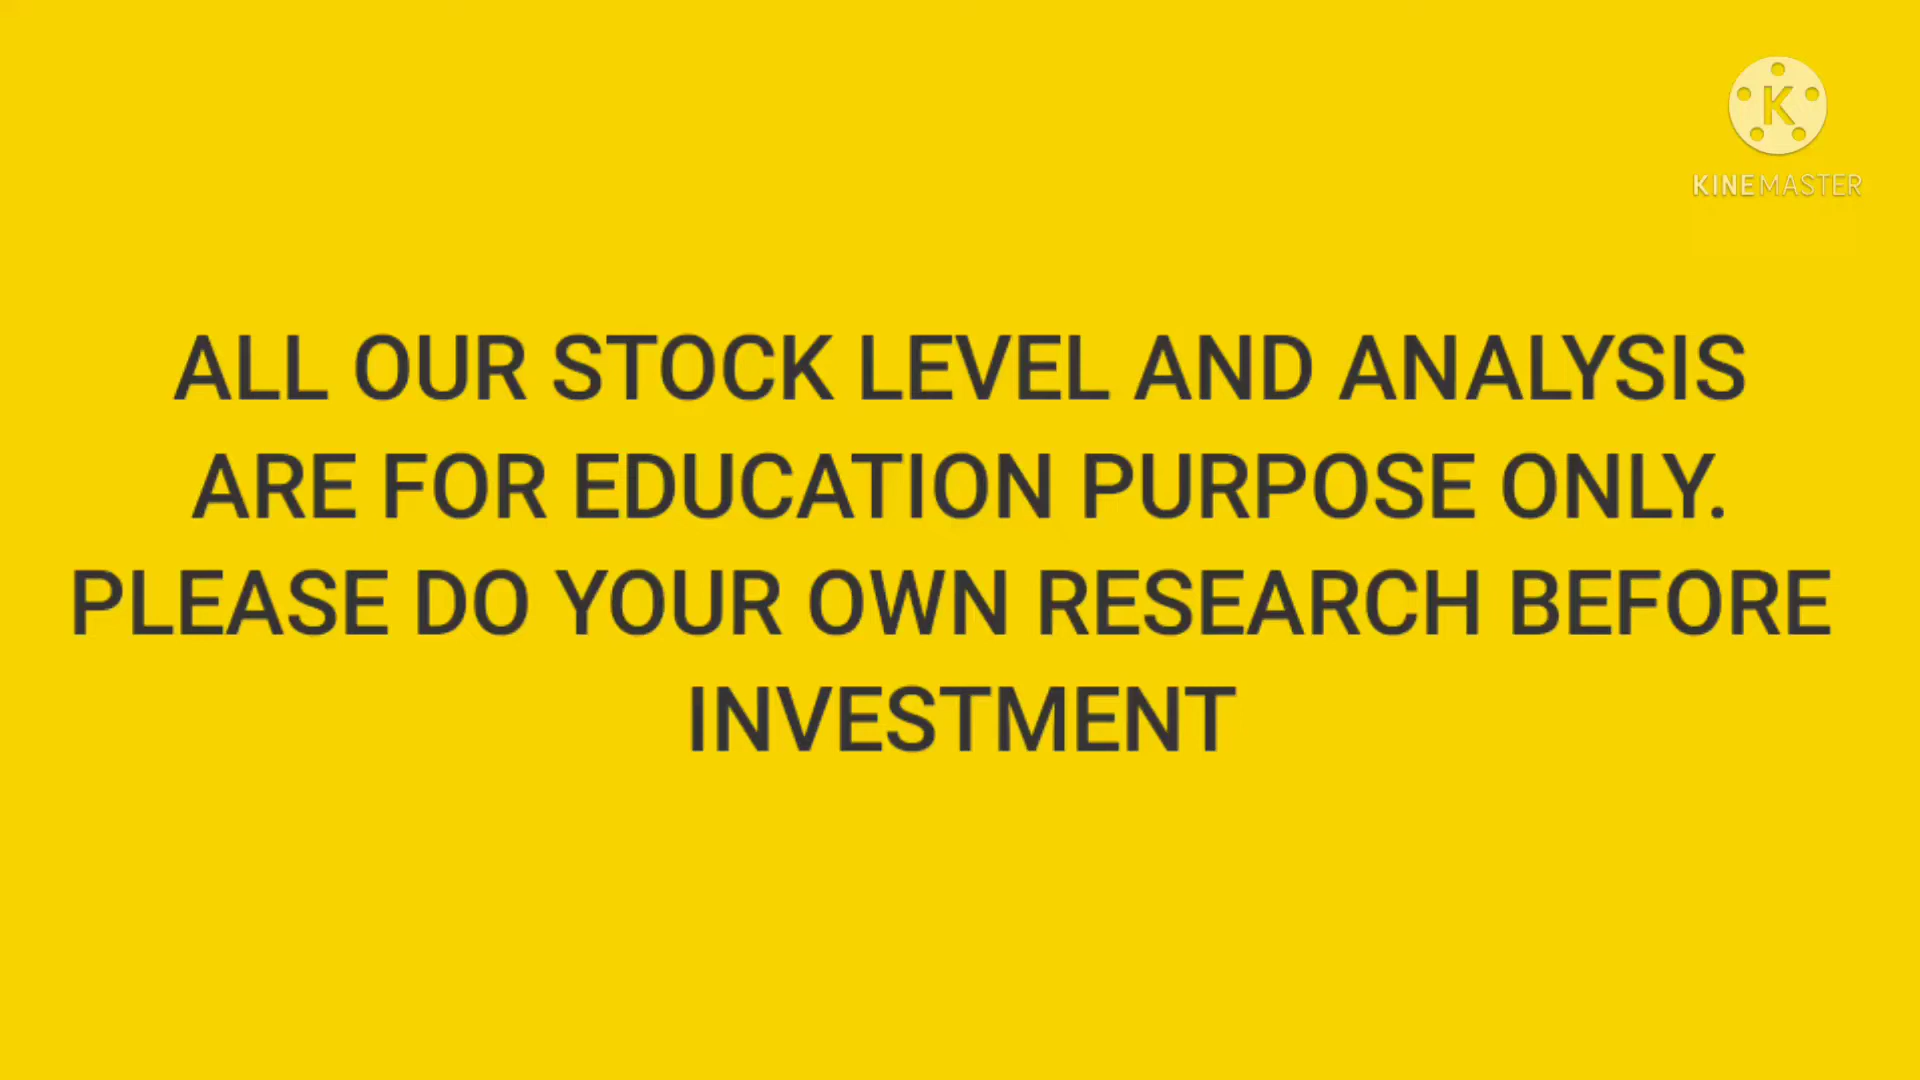 K
KINEMASTER
ALL OUR STOCK LEVEL AND ANALYSIS
ARE FOR EDUCATION PURPOSE ONLY.
PLEASE DO YOUR OWN RESEARCH BEFORE
INVESTMENT